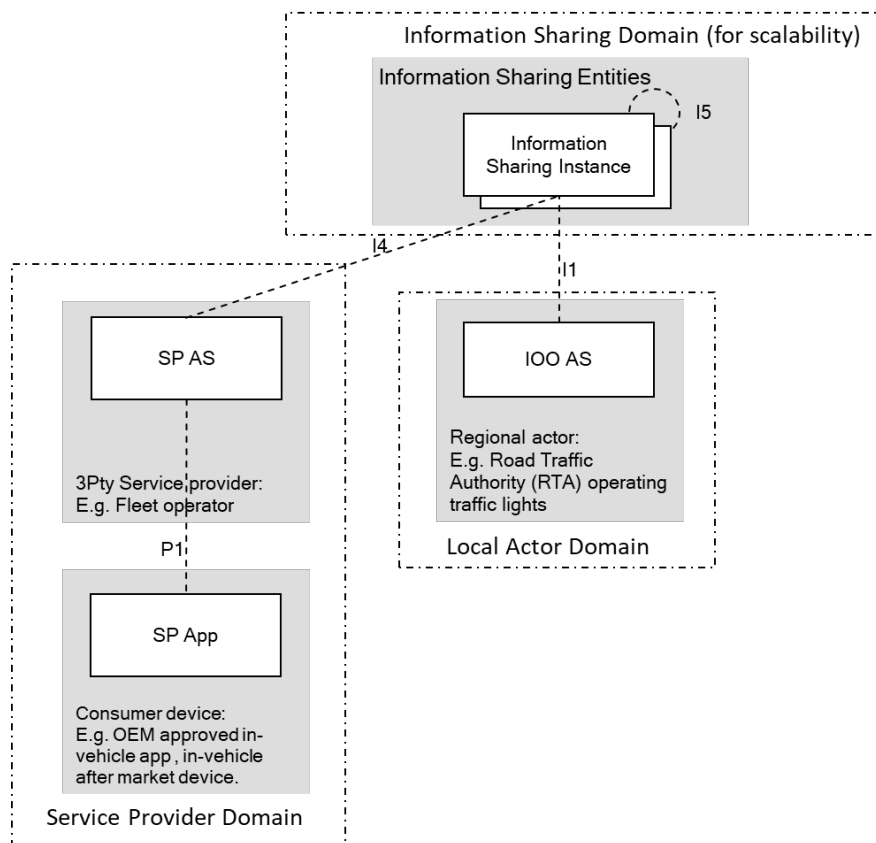 Information Sharing Domain (for scalability)
Information Sharing Entities
I5
Information
Sharing Instance
I4
I1
SP AS
3Pty Service provider:
E.g. Fleet operator
P1
SP App
Consumer device:
E.g. OEM approved in-
vehicle app , in-vehicle
after market device.
Service Provider Domain
IOO AS
Regional actor:
E.g. Road Traffic
Authority (RTA) operating
traffic lights
Local Actor Domain